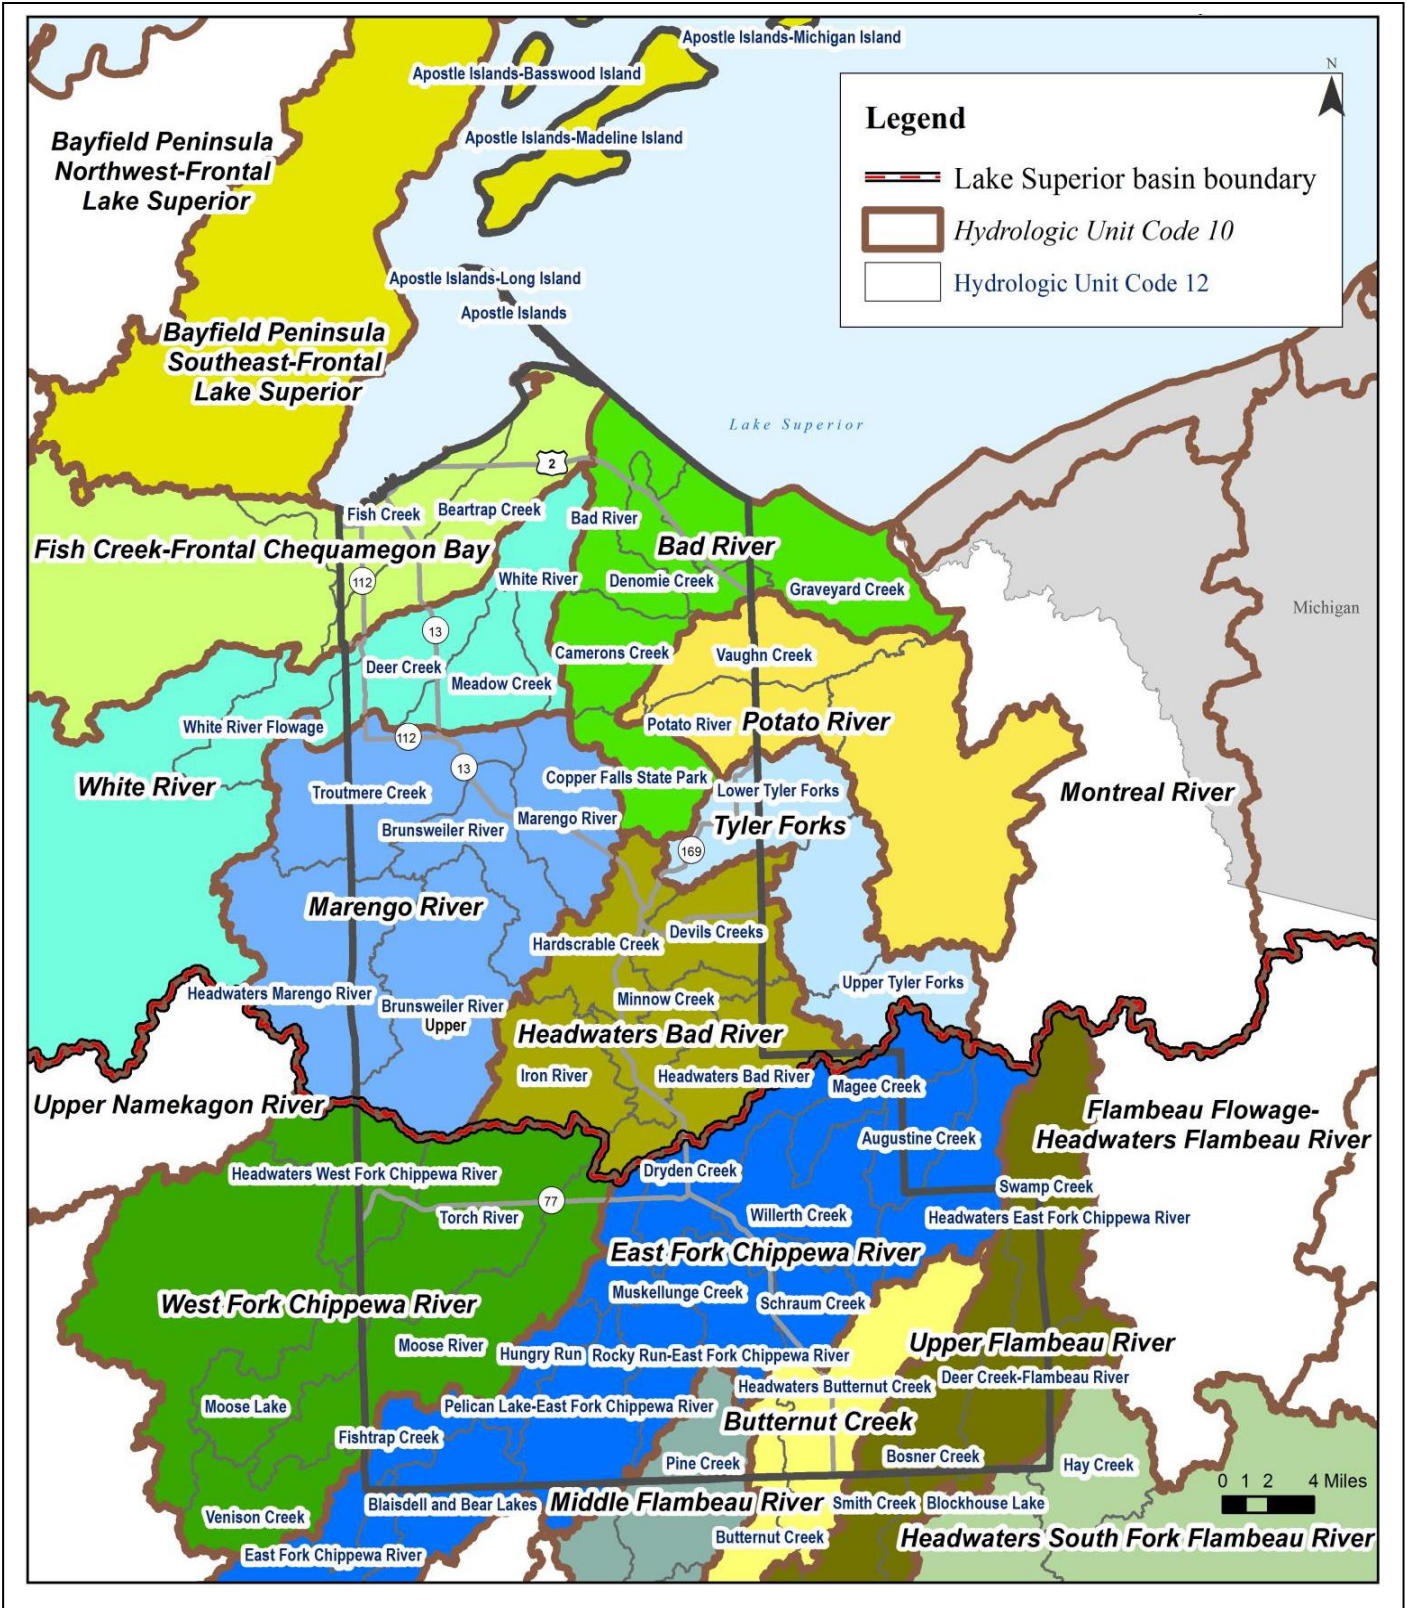 Apostle Islands-Michigan Island
Apostle Islands-Basswood Island
Apostle Islands-Madeline Island
N
Legend
Lake Superior basin boundary
Hydrologic Unit Code 10
Hydrologic Unit Code 12
Bayfield Peninsula
Northwest-Frontal
Lake Superior
Apostle Islands-Long Island
Apostle Islands
Bayfield Peninsula
Southeast-Frontal
Lake Superior
Lake Superior
2
Fish Creek
Beartrap Creek
Bad River
Fish Creek-Frontal Chequamegon Bay
Bad River
112
White River
Denomie Creek
Graveyard Creek
Michigan
13
Deer Creek
Meadow Creek
Camerons Creek
Vaughn Creek
White River Flowage
112
Potato River
Potato River
White River
13
Troutmere Creek
Copper Falls State Park
Lower Tyler Forks
Montreal River
Brunsweiler River
Marengo River
Tyler Forks
169
Marengo River
Hardscrable Creek
Devils Creeks
Headwaters Marengo River
Brunsweiler River
Upper
Minnow Creek
Upper Tyler Forks
Headwaters Bad River
Iron River
Headwaters Bad River
Magee Creek
Upper Namekagon River
Flambeau Flowage-
Headwaters Flambeau River
Augustine Creek
Headwaters West Fork Chippewa River
Dryden Creek
Swamp Creek
77
Torch River
Willerth Creek
Headwaters East Fork Chippewa River
East Fork Chippewa River
West Fork Chippewa River
Muskellunge Creek
Schraum Creek
Moose River
Hungry Run
Rocky Run-East Fork Chippewa River
Upper Flambeau River
Deer Creek-Flambeau River
Headwaters Butternut Creek
Moose Lake
Pelican Lake-East Fork Chippewa River
Butternut Creek
Fishtrap Creek
Pine Creek
Bosner Creek
Hay Creek
0 1 2 4 Miles
Blaisdell and Bear Lakes
Middle Flambeau River
Smith Creek
Blockhouse Lake
Venison Creek
Butternut Creek
Headwaters South Fork Flambeau River
East Fork Chippewa River